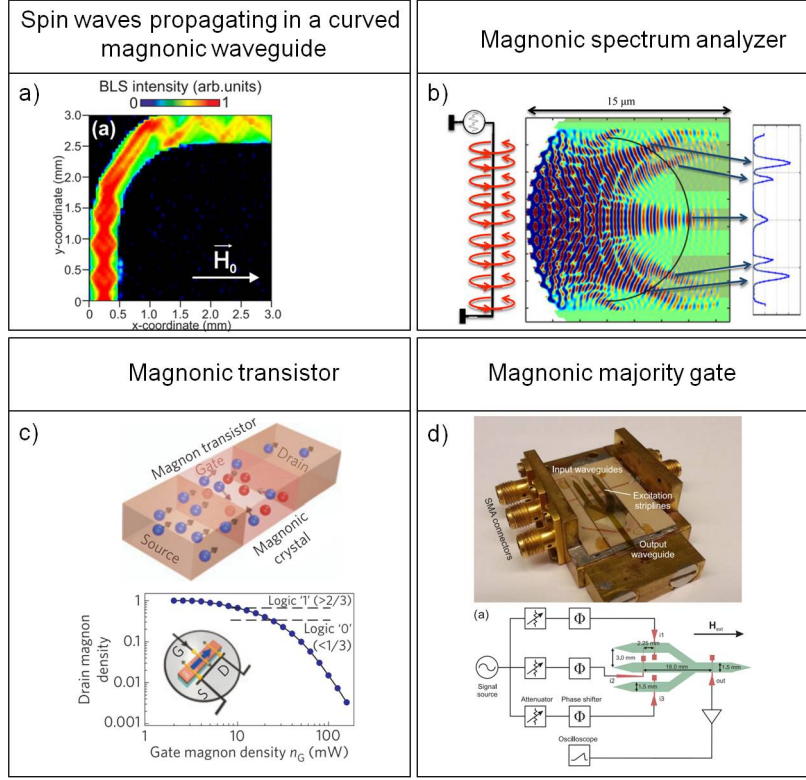 Spin waves propagating in a curved
magnonic waveguide
Magnonic spectrum analyzer
a)
BLS intensity (arb.units)
0 1
(a)
3.0
2.5
2.0
1.5
1.0
0.5
0
y-coordinate (mm)
H₀
0 0.5 1.0 1.5 2.0 2.5 3.0
x-coordinate (mm)
b)
15 μm
Magnonic transistor
Magnonic majority gate
c)
Magnon transistor
Source
Gate
Drain
Magnonic
crystal
Drain magnon
density
1
0.1
0.01
0.001
Logic '1' (>2/3)
Logic '0'
(<1/3)
G
S
D
1 10 100
Gate magnon density nG (mW)
d)
Input waveguides
Excitation
striplines
SMA connectors
Output
waveguide
(a)
Signal
source
Attenuator
Phase shifter
Φ
Φ
Φ
i1
i2
i3
2.25 mm
3.0 mm
18.0 mm
1.5 mm
1.5 mm
out
Hext
Oscilloscope